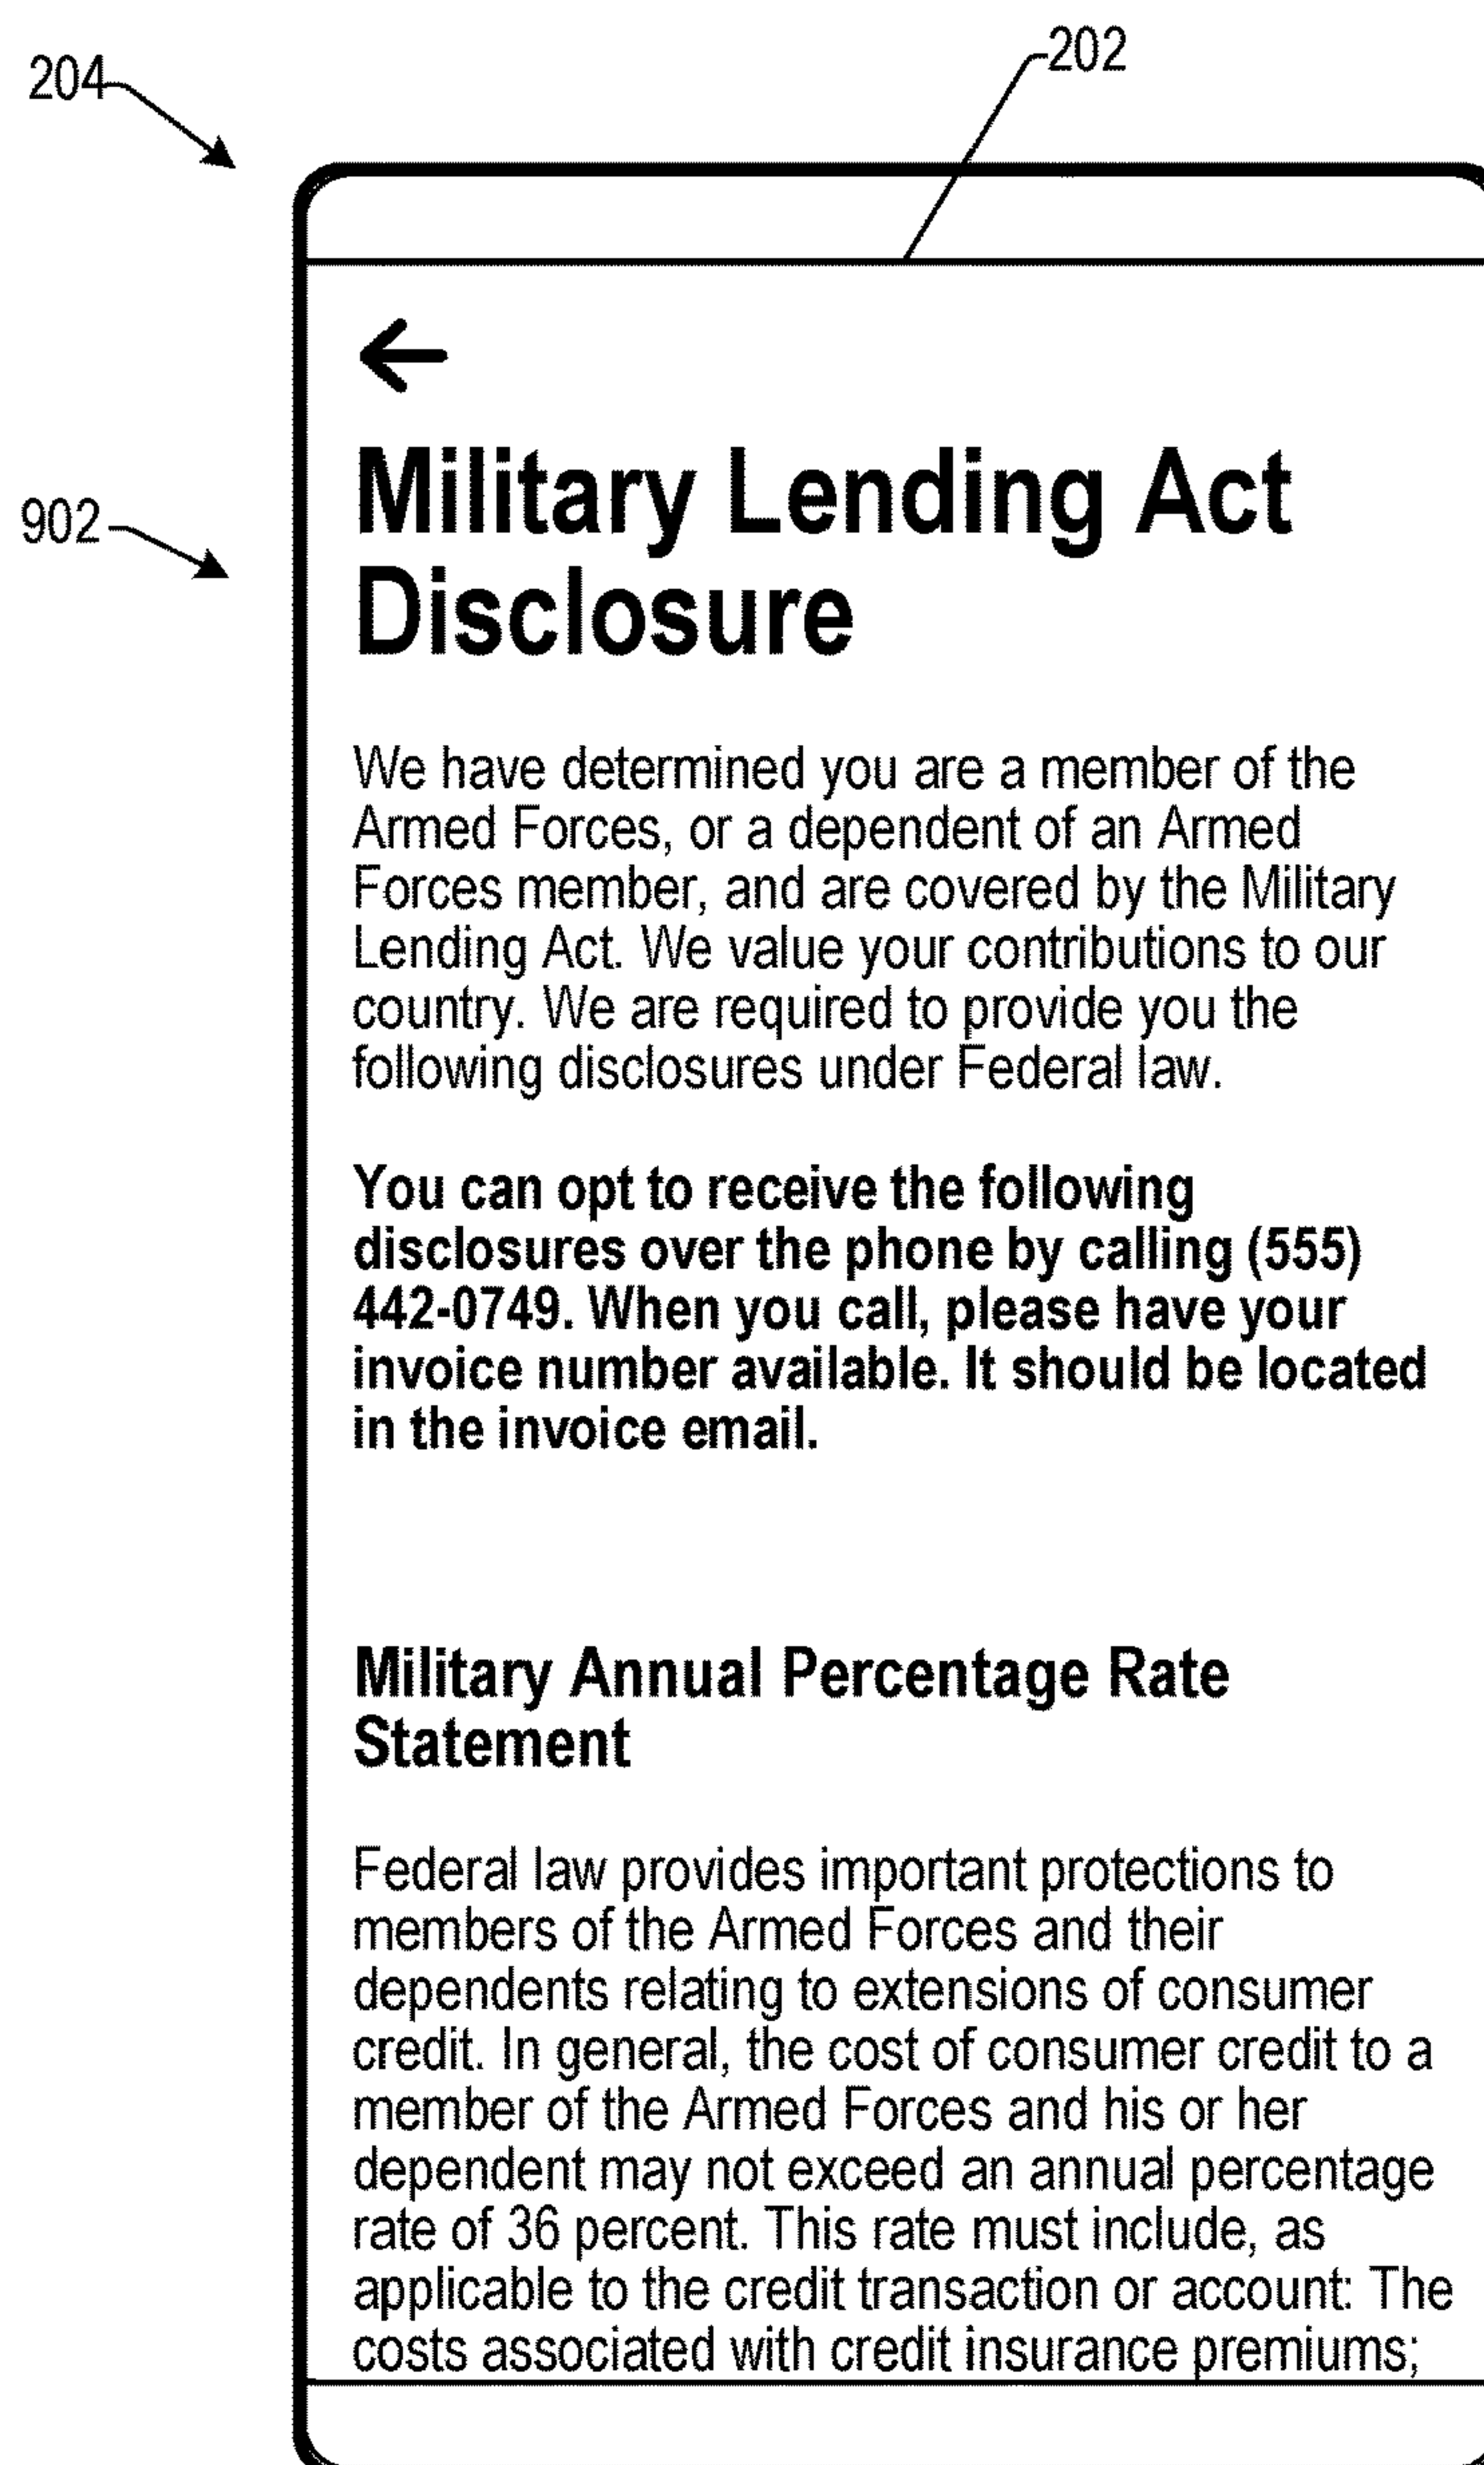 204
202
902
Military Lending Act
Disclosure
We have determined you are a member of the
Armed Forces, or a dependent of an Armed
Forces member, and are covered by the Military
Lending Act. We value your contributions to our
country. We are required to provide you the
following disclosures under Federal law.
You can opt to receive the following
disclosures over the phone by calling (555)
442-0749. When you call, please have your
invoice number available. It should be located
in the invoice email.
Military Annual Percentage Rate
Statement
Federal law provides important protections to
members of the Armed Forces and their
dependents relating to extensions of consumer
credit. In general, the cost of consumer credit to a
member of the Armed Forces and his or her
dependent may not exceed an annual percentage
rate of 36 percent. This rate must include, as
applicable to the credit transaction or account: The
costs associated with credit insurance premiums;